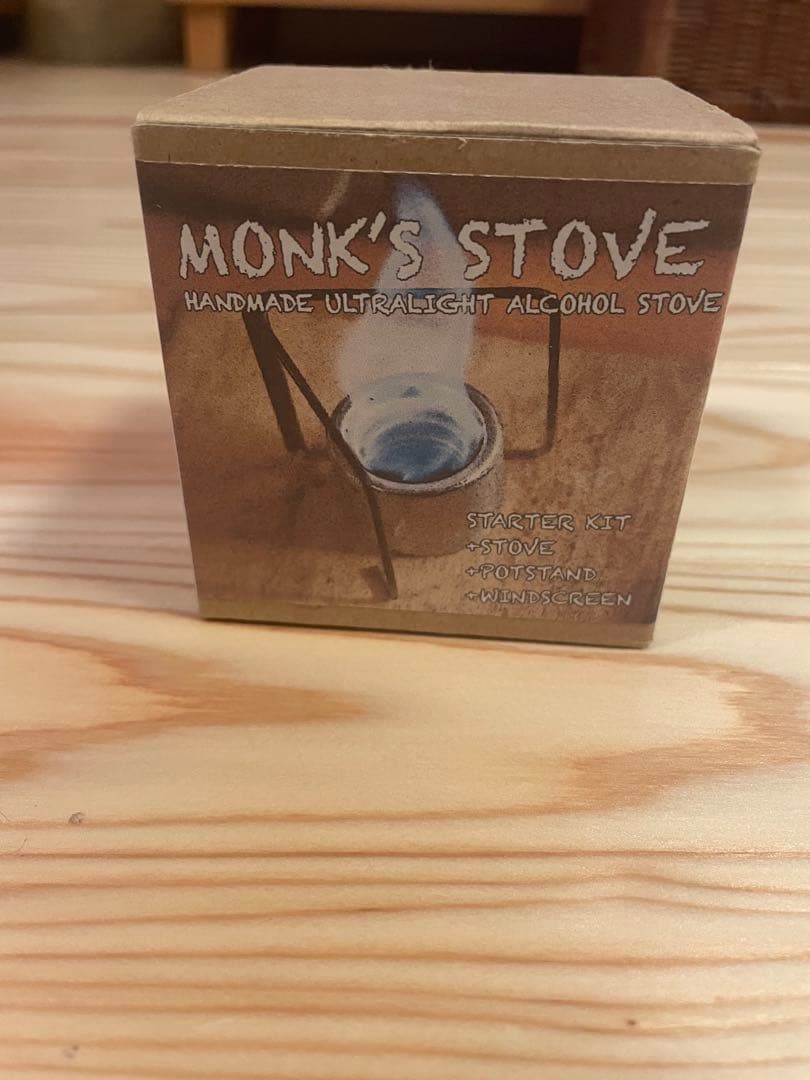 MONK'S STOVE
HANDMADE ULTRALIGHT ALCOHOL STOVE
STARTER KIT
+STOVE
+POTSTAND
+WINDSCREEN